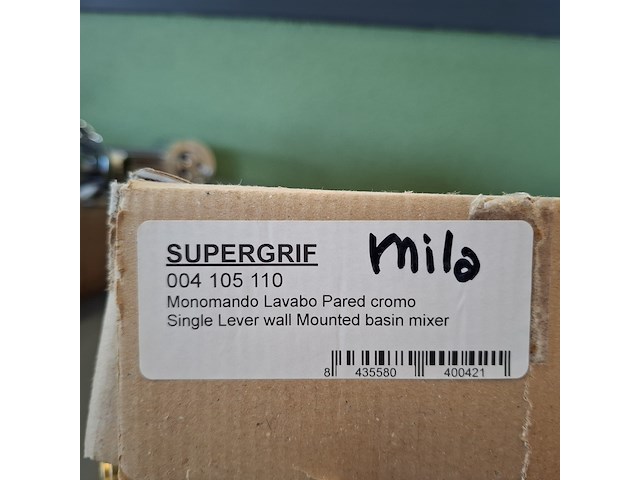 SUPERGRIF mila
004 105 110
Monomando Lavabo Pared cromo
Single Lever wall Mounted basin mixer
8 435580 400421